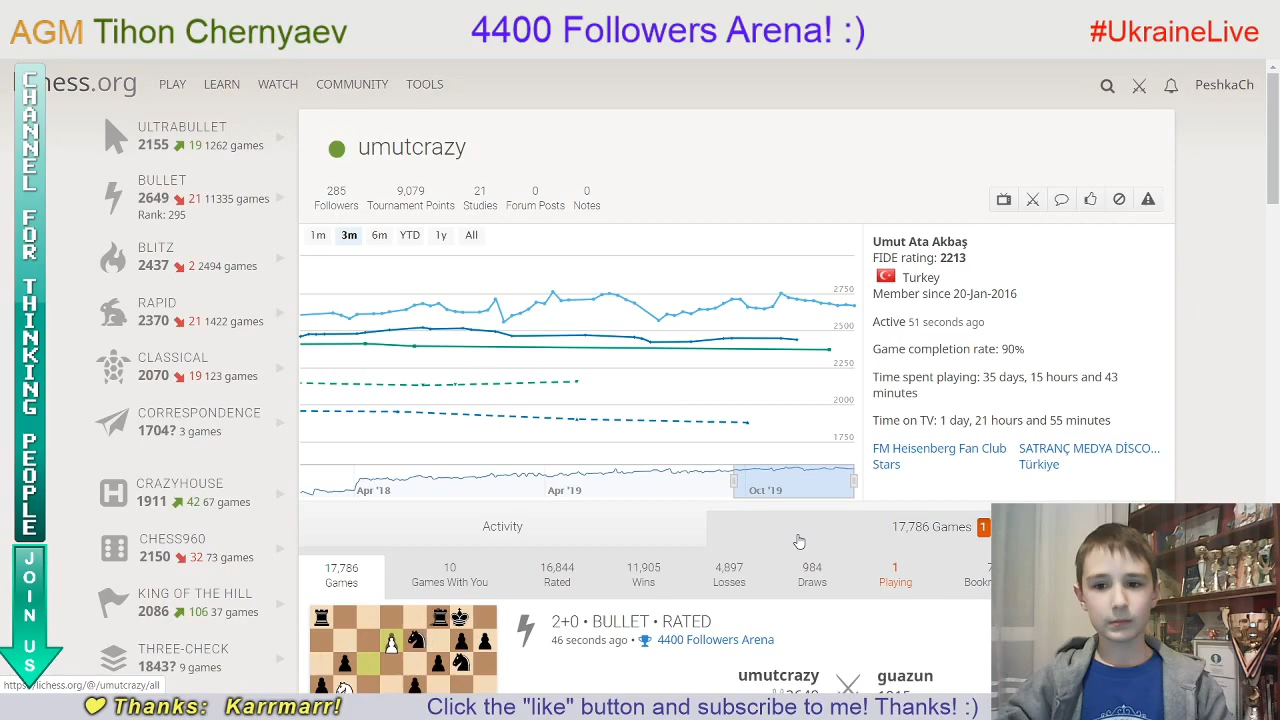 AGM Tihon Chernyaev
4400 Followers Arena! :)
#UkraineLive
CHANNEL FOR THINKING PEOPLE
JOIN US
hess.org
PLAY LEARN WATCH COMMUNITY TOOLS
PeshkaCh
ULTRABULLET
2155 19 1262 games
BULLET
2649 21 11335 games
Rank: 295
BLITZ
2437 2 2494 games
RAPID
2370 21 1422 games
CLASSICAL
2070 19 123 games
CORRESPONDENCE
1704? 3 games
CRAZYHOUSE
1911 42 67 games
CHESS960
2150 32 73 games
KING OF THE HILL
2086 106 37 games
THREE-CHECK
1843? 9 games
https://lichess.org/@/umutcrazy/all
umutcrazy
285 9,079 21 0 0
Followers Tournament Points Studies Forum Posts Notes
1m 3m 6m YTD 1y All
2750
2500
2250
2000
1750
Apr '18 Apr '19 Oct '19
Umut Ata Akbaş
FIDE rating: 2213
Turkey
Member since 20-Jan-2016
Active 51 seconds ago
Game completion rate: 90%
Time spent playing: 35 days, 15 hours and 43
minutes
Time on TV: 1 day, 21 hours and 55 minutes
FM Heisenberg Fan Club SATRANÇ MEDYA DİSCO...
Stars Türkiye
Activity 17,786 Games 1
17,786 10 16,844 11,905 4,897 984 1
Games Games With You Rated Wins Losses Draws Playing
2+0 • BULLET • RATED
46 seconds ago • 4400 Followers Arena
umutcrazy guazun
Thanks: Karrmarr!
Click the "like" button and subscribe to me! Thanks! :)